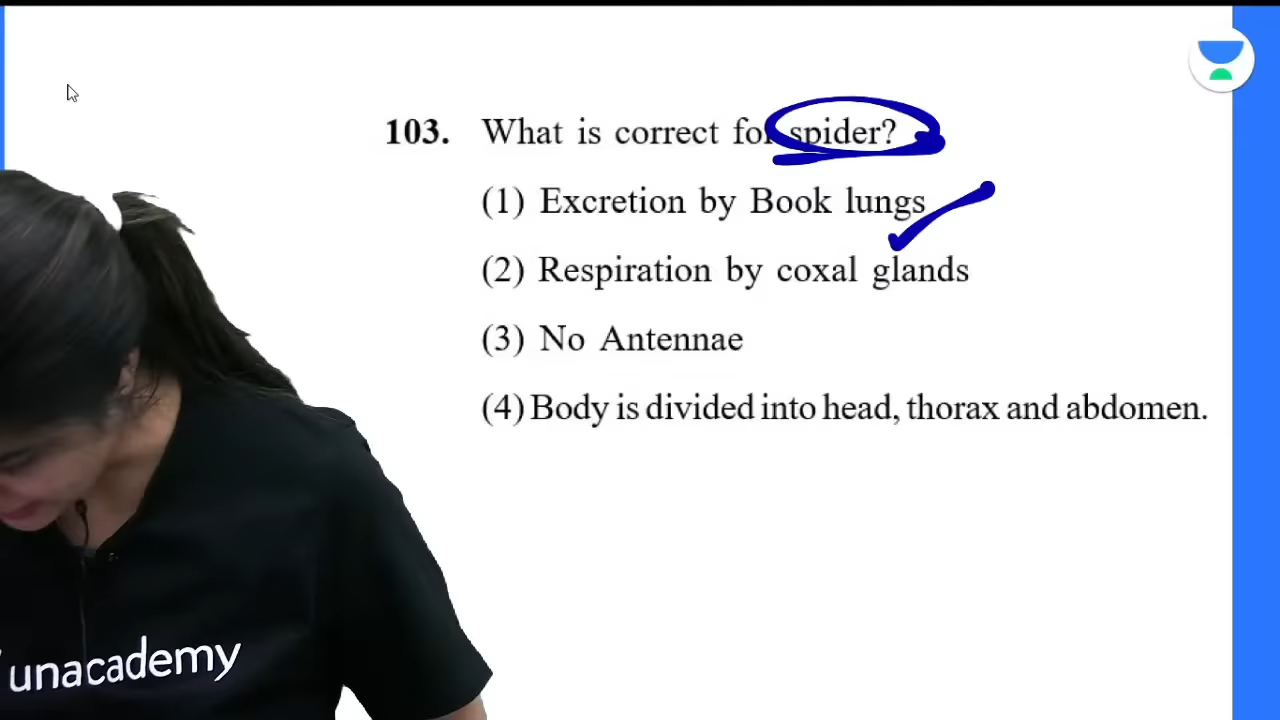 103. What is correct for spider?
(1) Excretion by Book lungs
(2) Respiration by coxal glands
(3) No Antennae
(4) Body is divided into head, thorax and abdomen.
unacademy